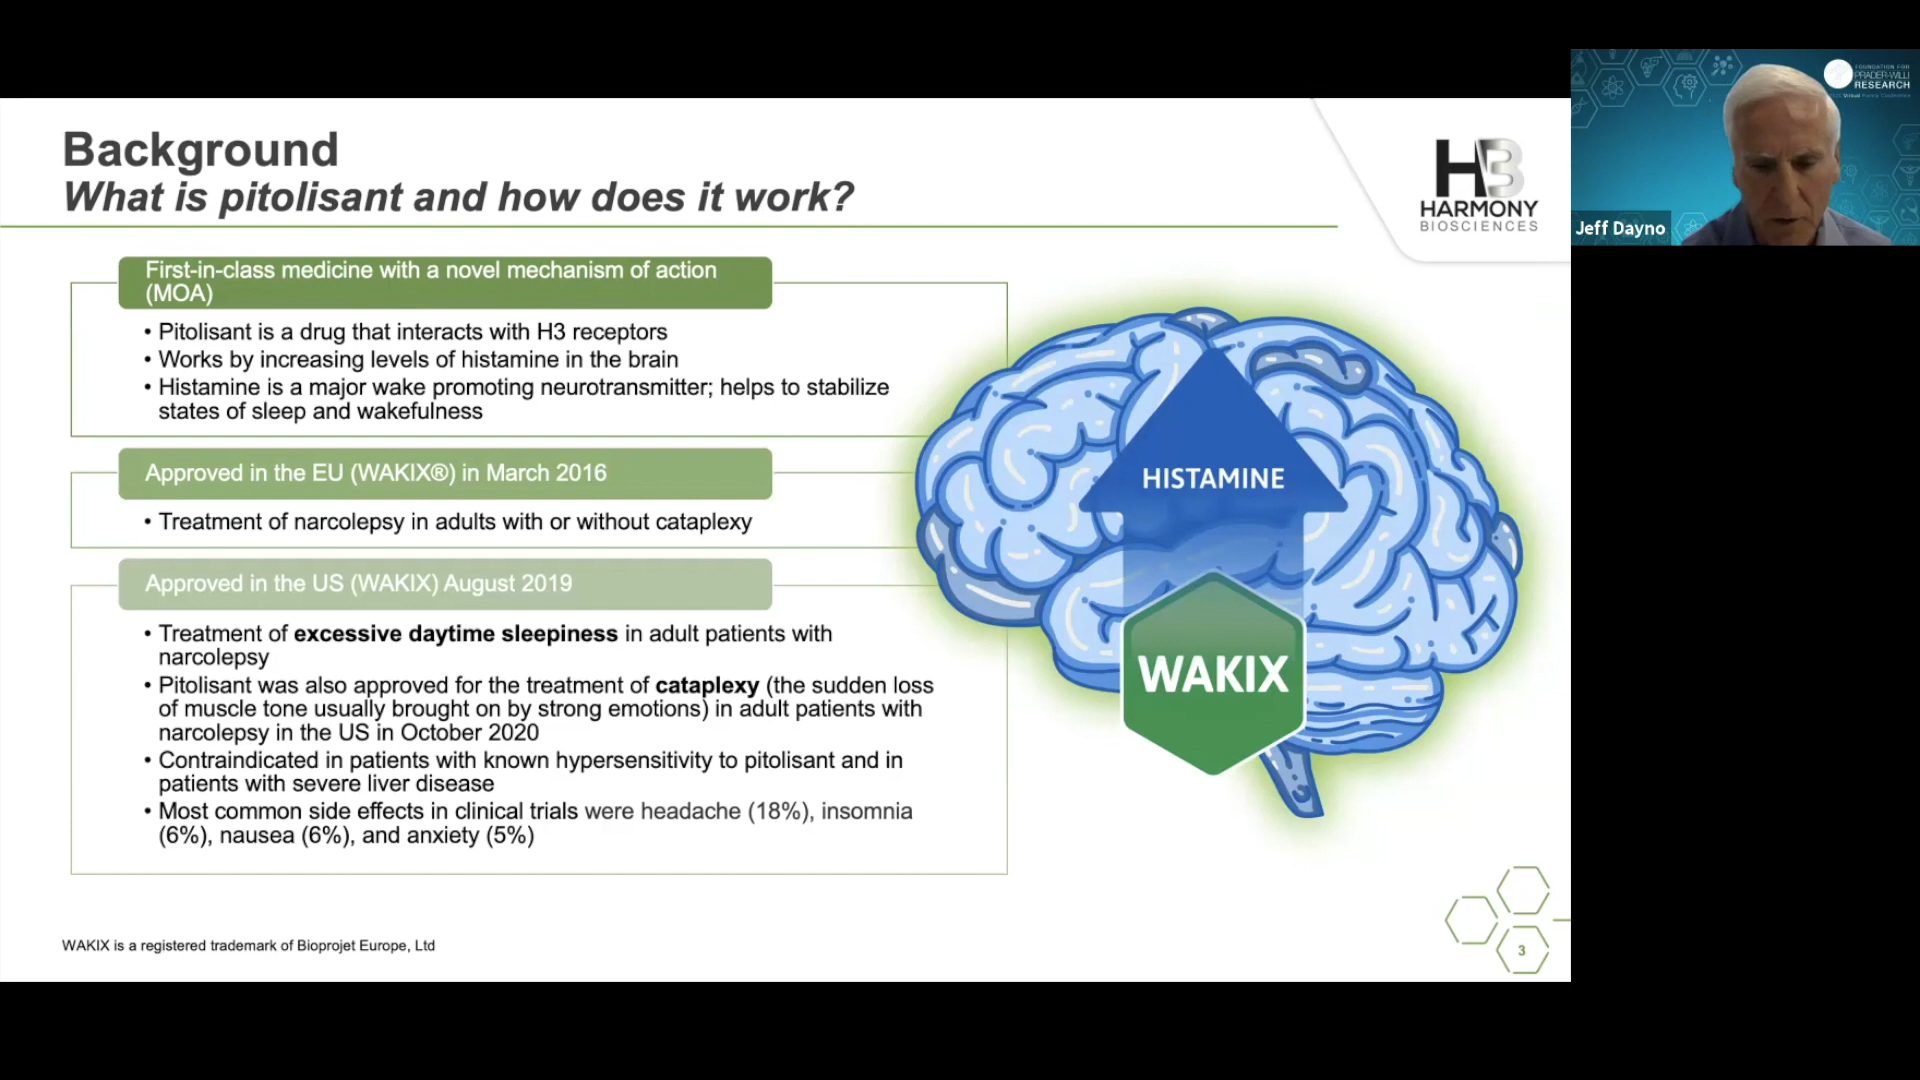 Background
What is pitolisant and how does it work?
H3
HARMONY
BIOSCIENCES
FOUNDATION FOR
PRADER-WILLI
RESEARCH
Jeff Dayno
First-in-class medicine with a novel mechanism of action
(MOA)
• Pitolisant is a drug that interacts with H3 receptors
• Works by increasing levels of histamine in the brain
• Histamine is a major wake promoting neurotransmitter; helps to stabilize
states of sleep and wakefulness
Approved in the EU (WAKIX®) in March 2016
• Treatment of narcolepsy in adults with or without cataplexy
Approved in the US (WAKIX) August 2019
• Treatment of excessive daytime sleepiness in adult patients with
narcolepsy
• Pitolisant was also approved for the treatment of cataplexy (the sudden loss
of muscle tone usually brought on by strong emotions) in adult patients with
narcolepsy in the US in October 2020
• Contraindicated in patients with known hypersensitivity to pitolisant and in
patients with severe liver disease
• Most common side effects in clinical trials were headache (18%), insomnia
(6%), nausea (6%), and anxiety (5%)
HISTAMINE
WAKIX
WAKIX is a registered trademark of Bioprojet Europe, Ltd
3